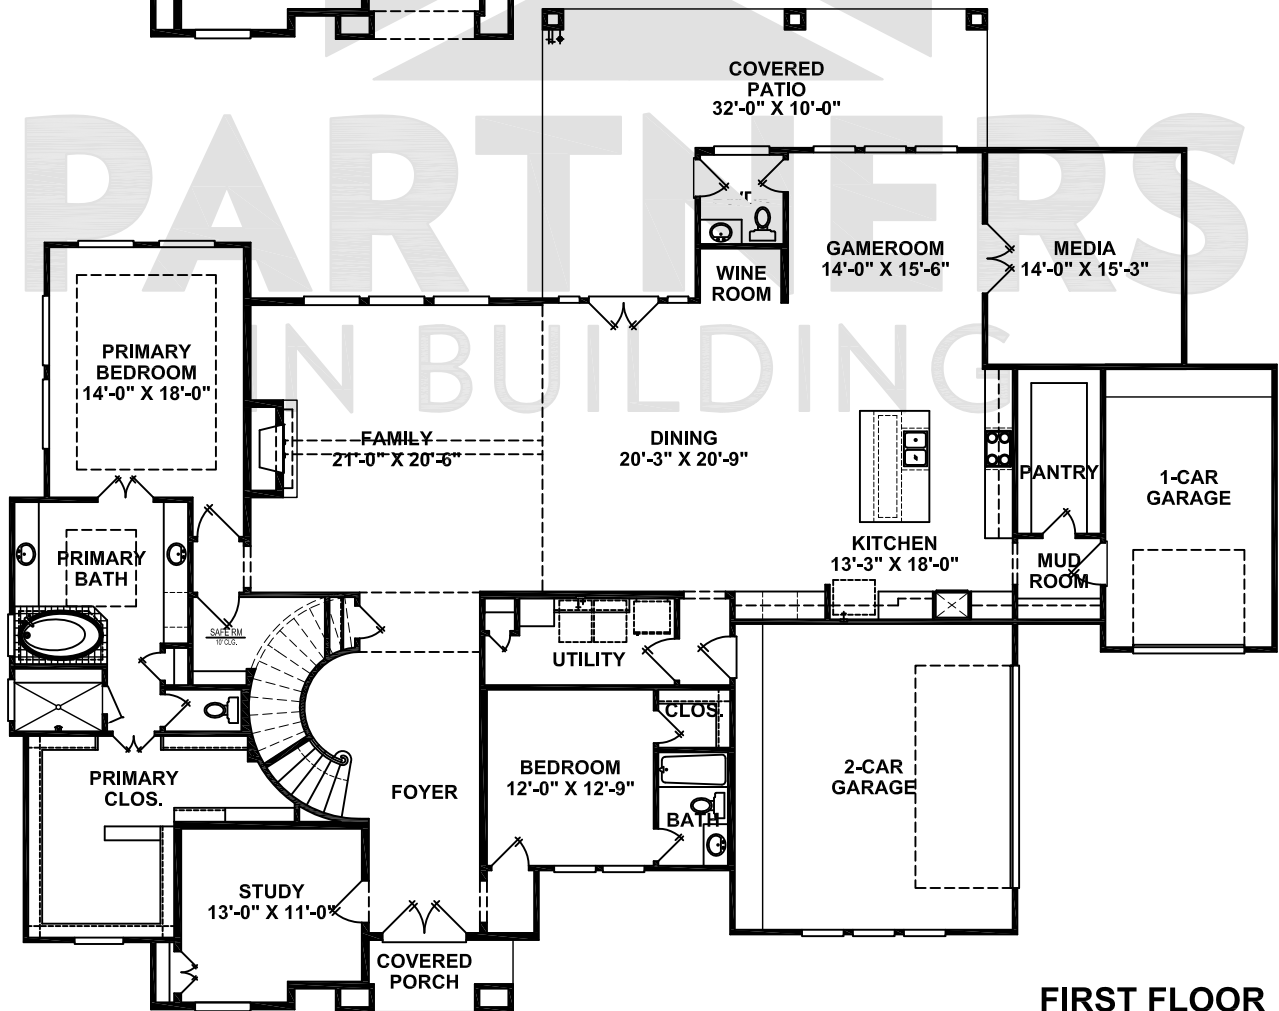 COVERED
PATIO
32'-0" X 10'-0"
PARTNERS
IN BUILDING
GAMEROOM
14'-0" X 15'-6"
MEDIA
14'-0" X 15'-3"
WINE
ROOM
PRIMARY
BEDROOM
14'-0" X 18'-0"
FAMILY
21'-0" X 20'-6"
DINING
20'-3" X 20'-9"
PANTRY
1-CAR
GARAGE
KITCHEN
13'-3" X 18'-0"
MUD
ROOM
PRIMARY
BATH
SAFE RM
10' CLG.
UTILITY
CLOS.
BEDROOM
12'-0" X 12'-9"
BATH
2-CAR
GARAGE
PRIMARY
CLOS.
FOYER
STUDY
13'-0" X 11'-0"
COVERED
PORCH
FIRST FLOOR